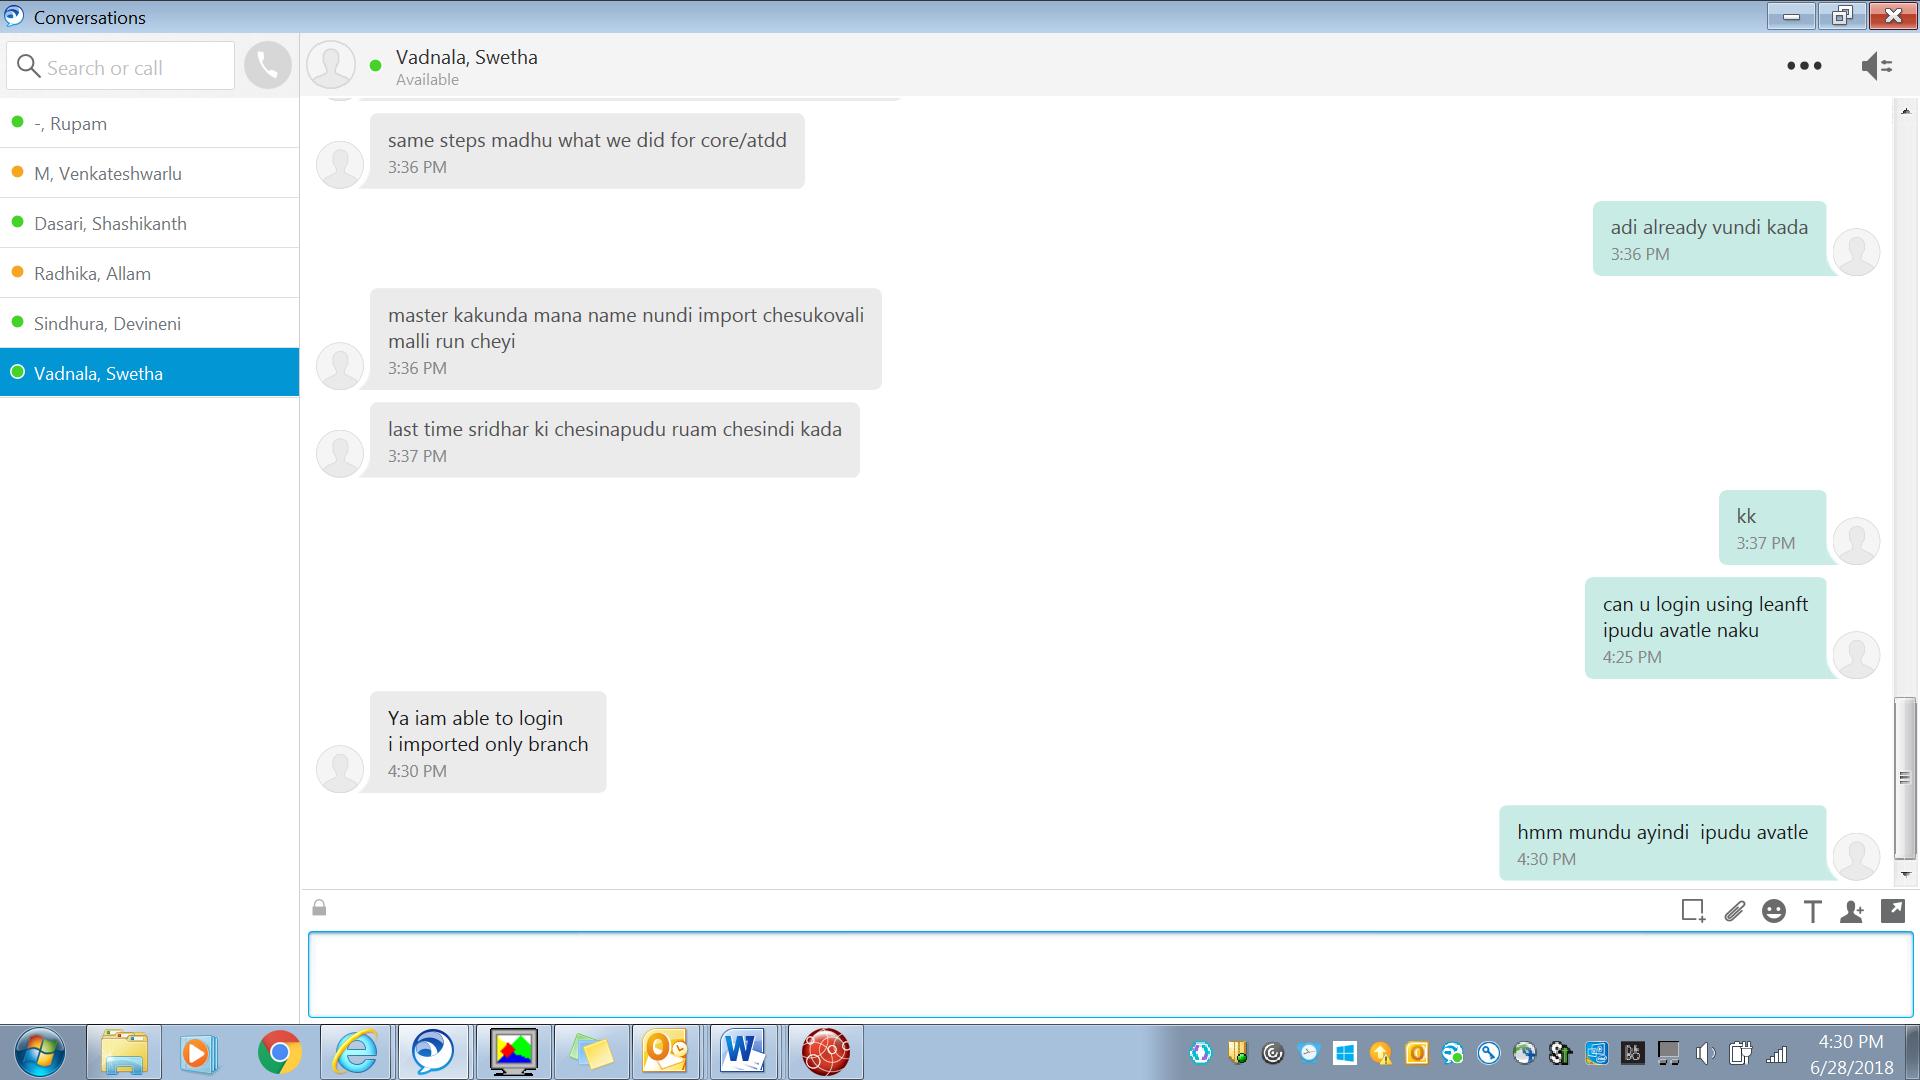 Conversations
Search or call
Vadnala, Swetha
Available
-, Rupam
M, Venkateshwarlu
Dasari, Shashikanth
Radhika, Allam
Sindhura, Devineni
Vadnala, Swetha
same steps madhu what we did for core/atdd
3:36 PM
adi already vundi kada
3:36 PM
master kakunda mana name nundi import chesukovali
malli run cheyi
3:36 PM
last time sridhar ki chesinapudu ruam chesindi kada
3:37 PM
kk
3:37 PM
can u login using leanft
ipudu avatle naku
4:25 PM
Ya iam able to login
i imported only branch
4:30 PM
hmm mundu ayindi  ipudu avatle
4:30 PM
4:30 PM
6/28/2018